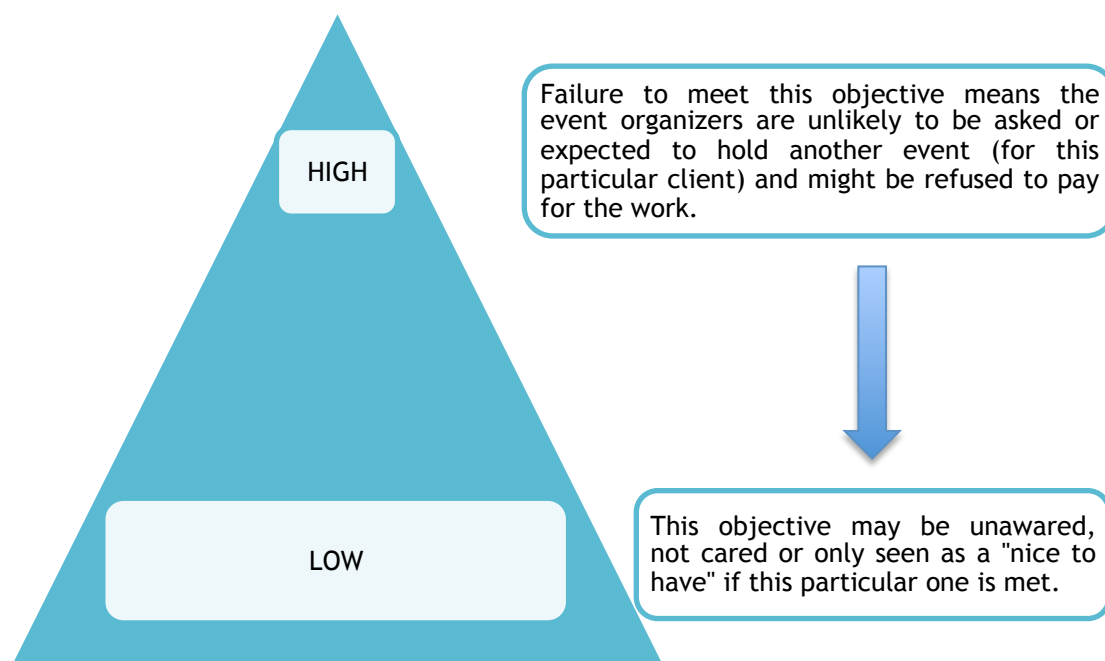 HIGH
Failure to meet this objective means the
event organizers are unlikely to be asked or
expected to hold another event (for this
particular client) and might be refused to pay
for the work.
LOW
This objective may be unawared,
not cared or only seen as a "nice to
have" if this particular one is met.